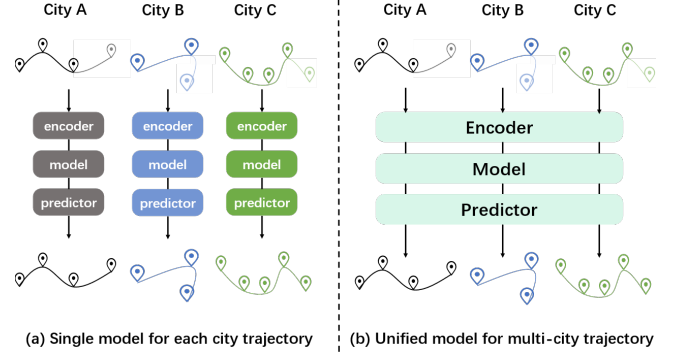 City A City B City C
encoder encoder encoder
model model model
predictor predictor predictor
(a) Single model for each city trajectory
City A City B City C
Encoder
Model
Predictor
(b) Unified model for multi-city trajectory